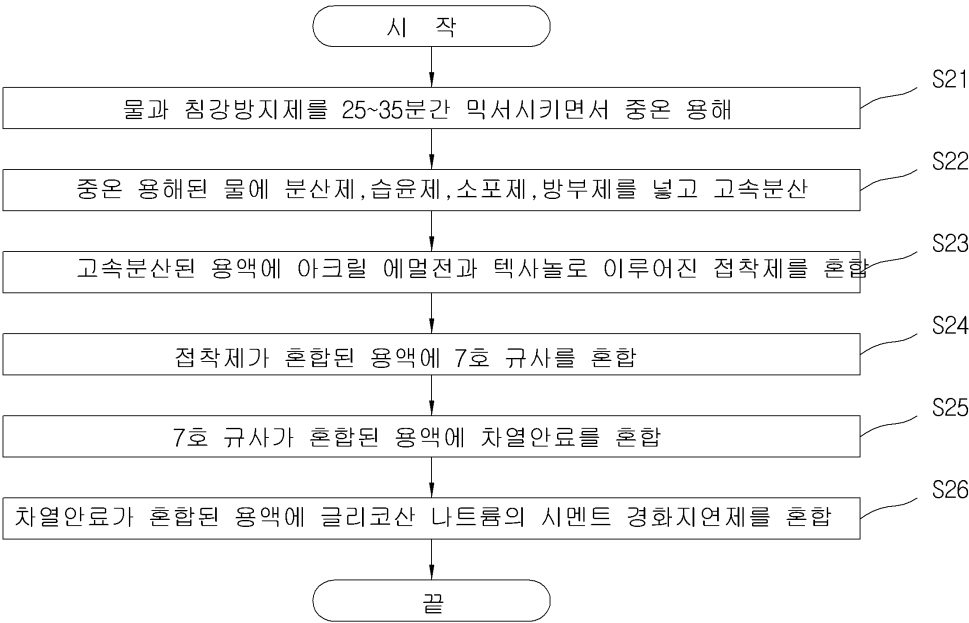 시 작
S21
물과 침강방지제를 25~35분간 믹서시키면서 중온 용해
S22
중온 용해된 물에 분산제,습윤제,소포제,방부제를 넣고 고속분산
S23
고속분산된 용액에 아크릴 에멀전과 텍사놀로 이루어진 접착제를 혼합
S24
접착제가 혼합된 용액에 7호 규사를 혼합
S25
7호 규사가 혼합된 용액에 차열안료를 혼합
S26
차열안료가 혼합된 용액에 글리코산 나트륨의 시멘트 경화지연제를 혼합
끝